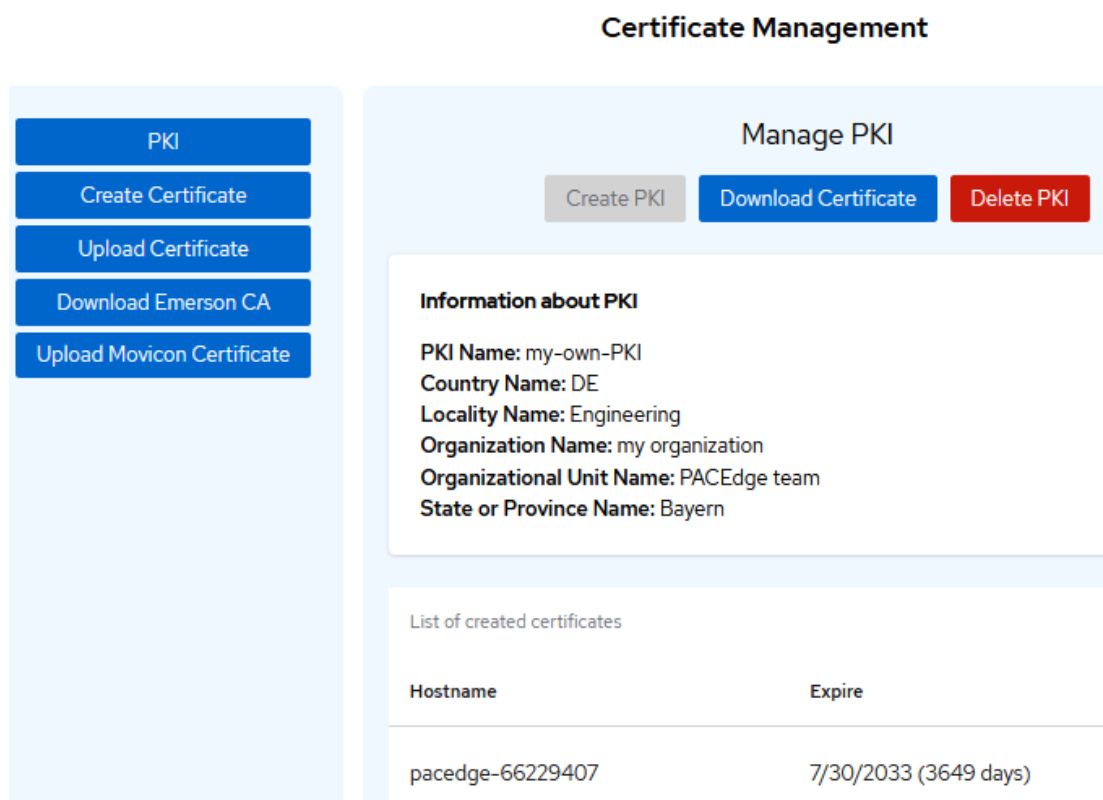 Certificate Management
PKI
Create Certificate
Upload Certificate
Download Emerson CA
Upload Movicon Certificate
Manage PKI
Create PKI
Download Certificate
Delete PKI
Information about PKI
PKI Name: my-own-PKI
Country Name: DE
Locality Name: Engineering
Organization Name: my organization
Organizational Unit Name: PACEdge team
State or Province Name: Bayern
List of created certificates
Hostname Expire
pacedge-66229407 7/30/2033 (3649 days)